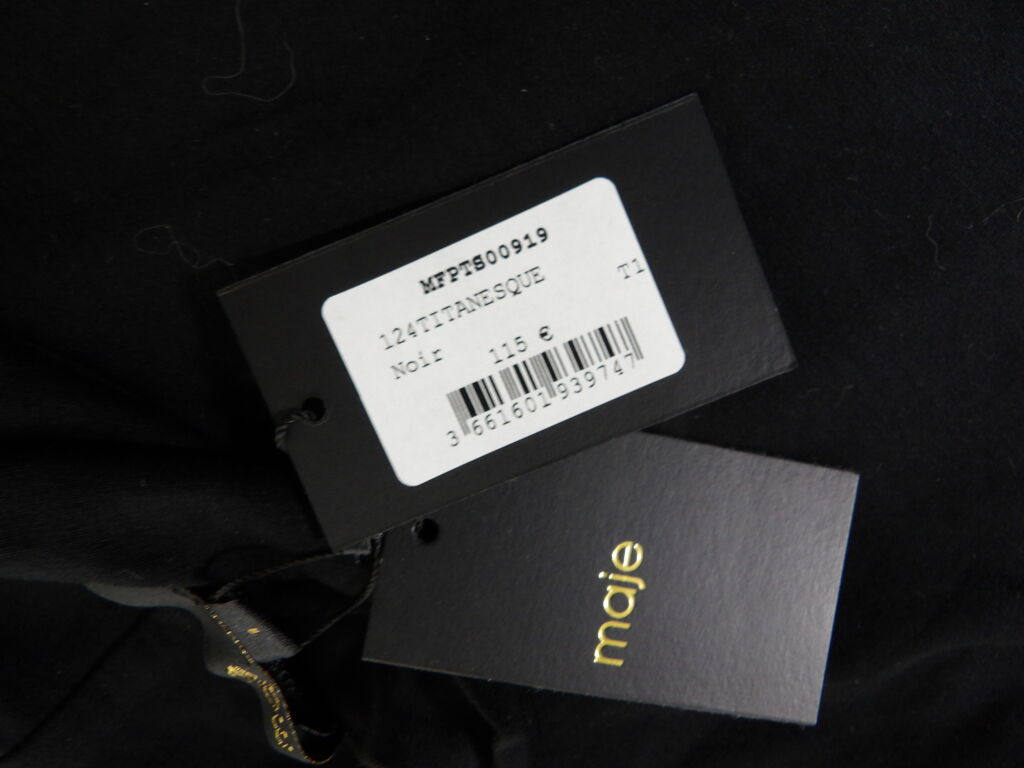 MFPTS00919
124TITANESQUE T1
Noir 115 €
3 661601 939747
maje